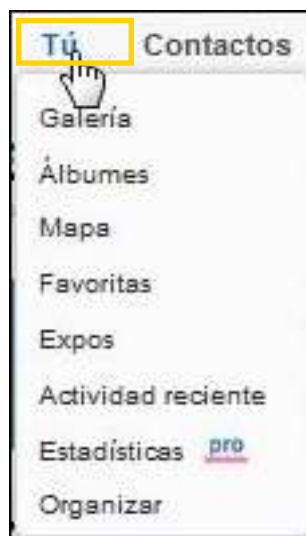 Tú Contactos
Galería
Álbumes
Mapa
Favoritas
Expos
Actividad reciente
Estadísticas pro
Organizar